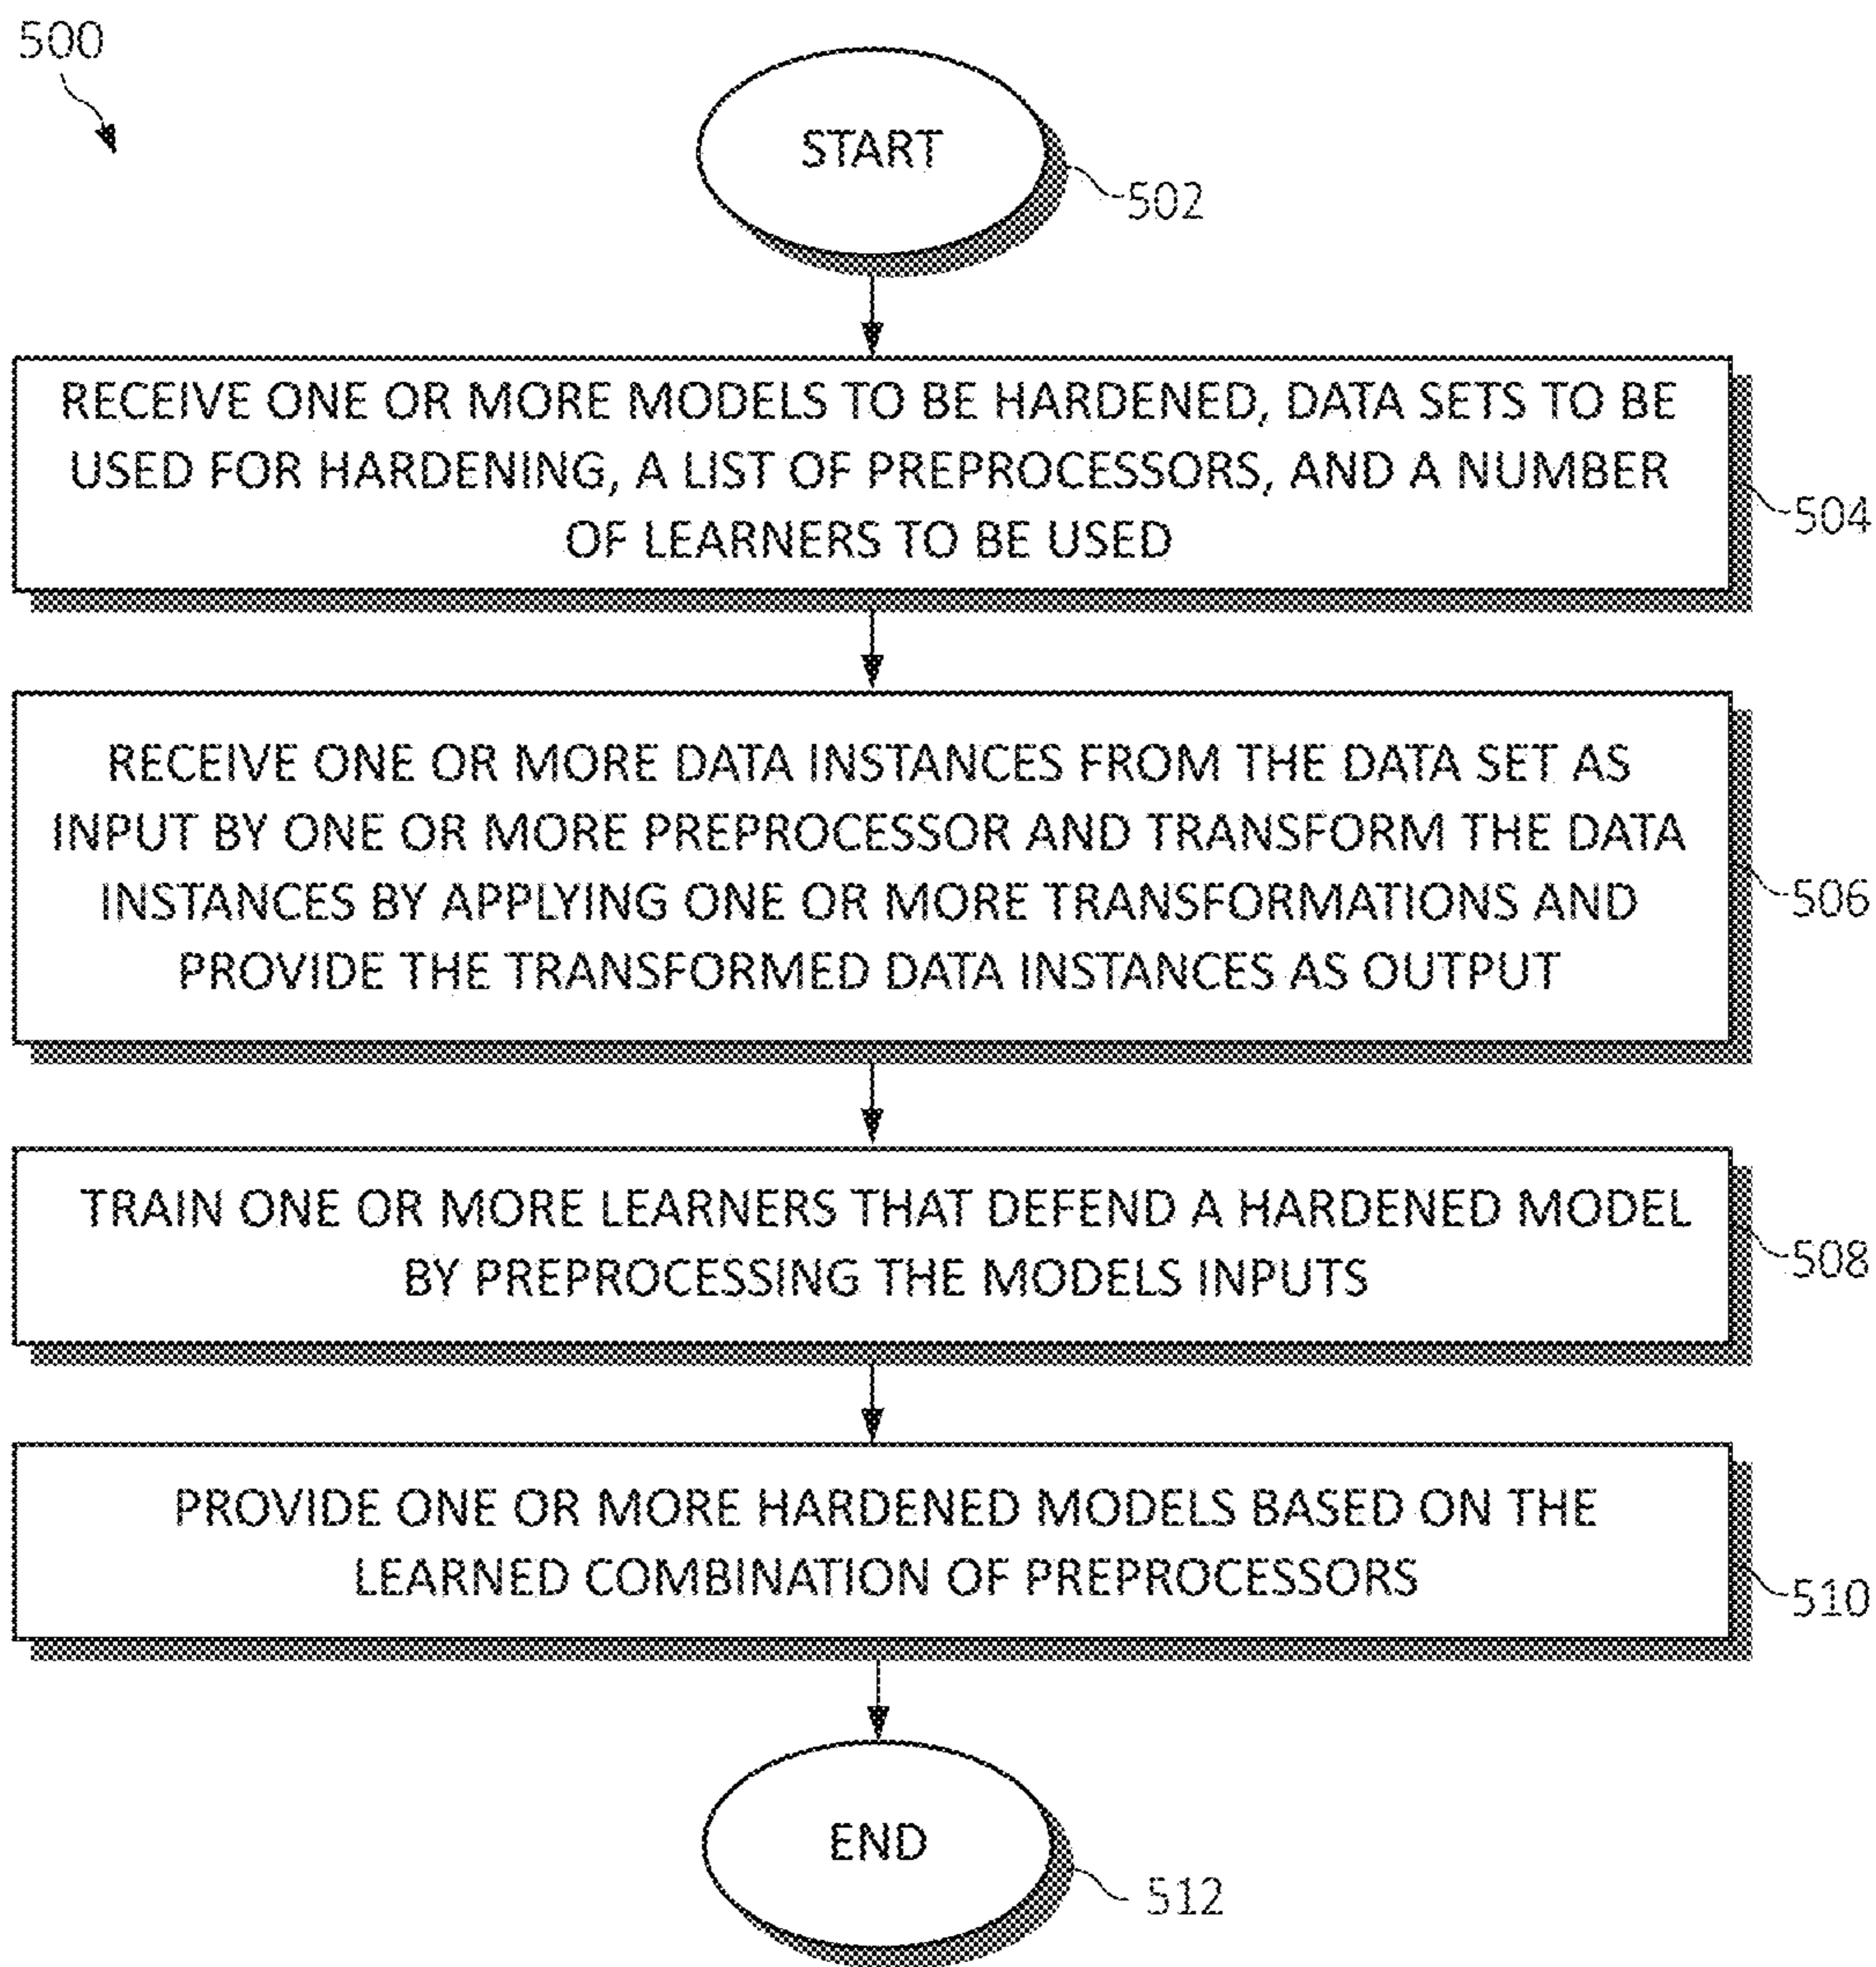 500
START
502
RECEIVE ONE OR MORE MODELS TO BE HARDENED, DATA SETS TO BE
USED FOR HARDENING, A LIST OF PREPROCESSORS, AND A NUMBER
OF LEARNERS TO BE USED
504
RECEIVE ONE OR MORE DATA INSTANCES FROM THE DATA SET AS
INPUT BY ONE OR MORE PREPROCESSOR AND TRANSFORM THE DATA
INSTANCES BY APPLYING ONE OR MORE TRANSFORMATIONS AND
PROVIDE THE TRANSFORMED DATA INSTANCES AS OUTPUT
506
TRAIN ONE OR MORE LEARNERS THAT DEFEND A HARDENED MODEL
BY PREPROCESSING THE MODELS INPUTS
508
PROVIDE ONE OR MORE HARDENED MODELS BASED ON THE
LEARNED COMBINATION OF PREPROCESSORS
510
END
512